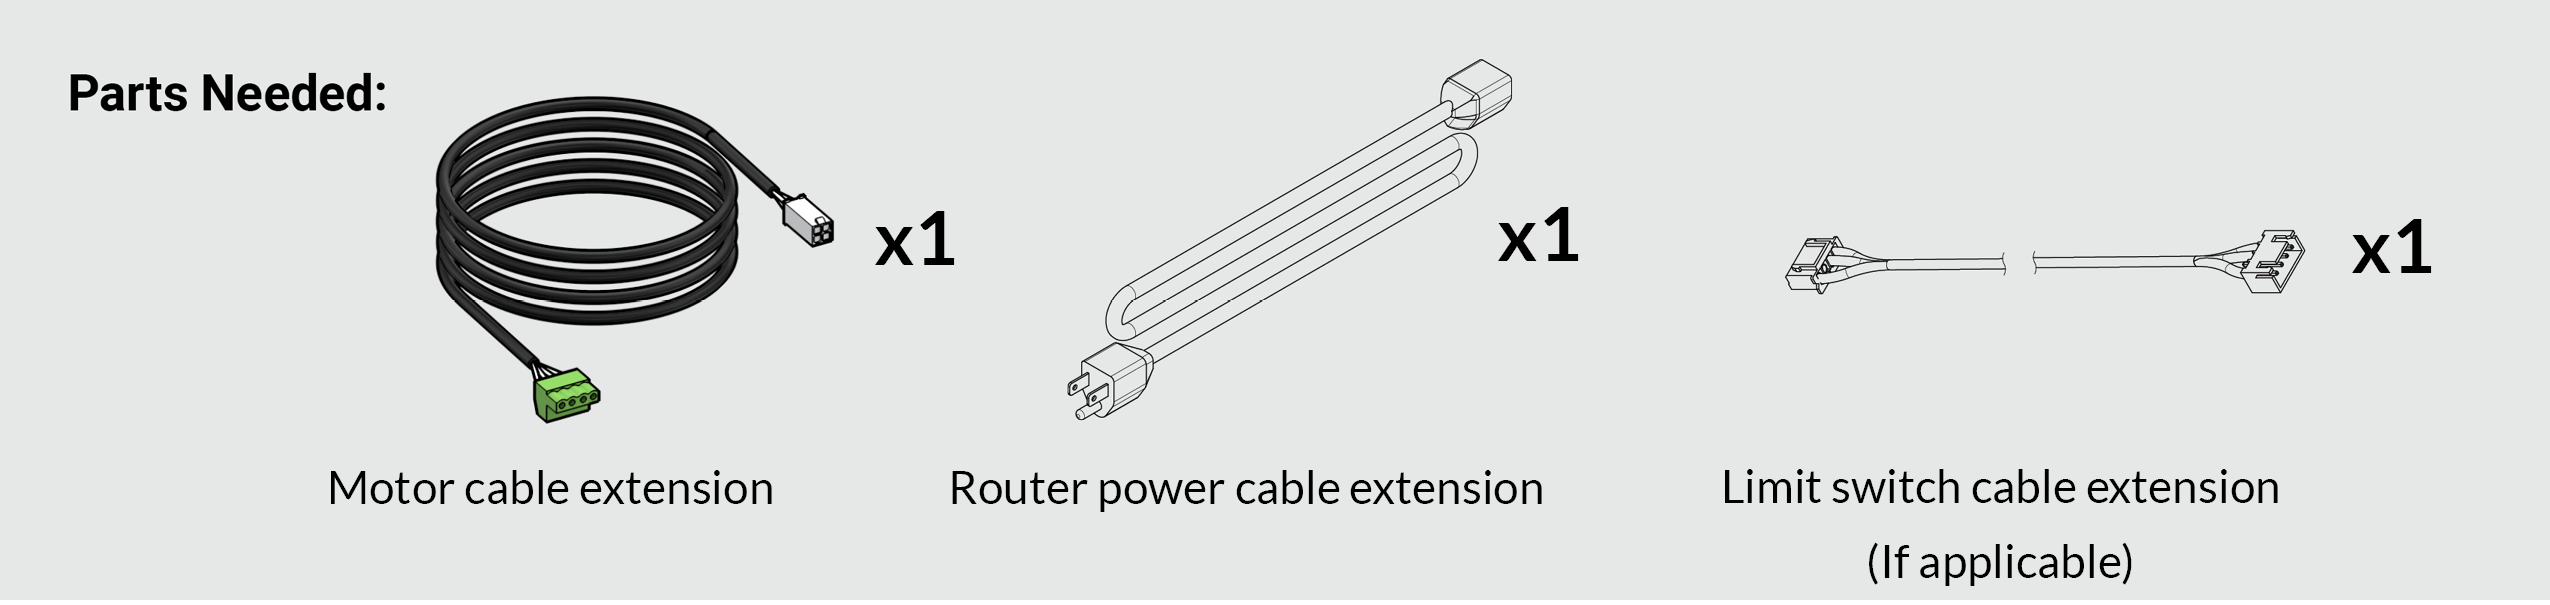 Parts Needed:
x1
x1
x1
Motor cable extension
Router power cable extension
Limit switch cable extension
(If applicable)